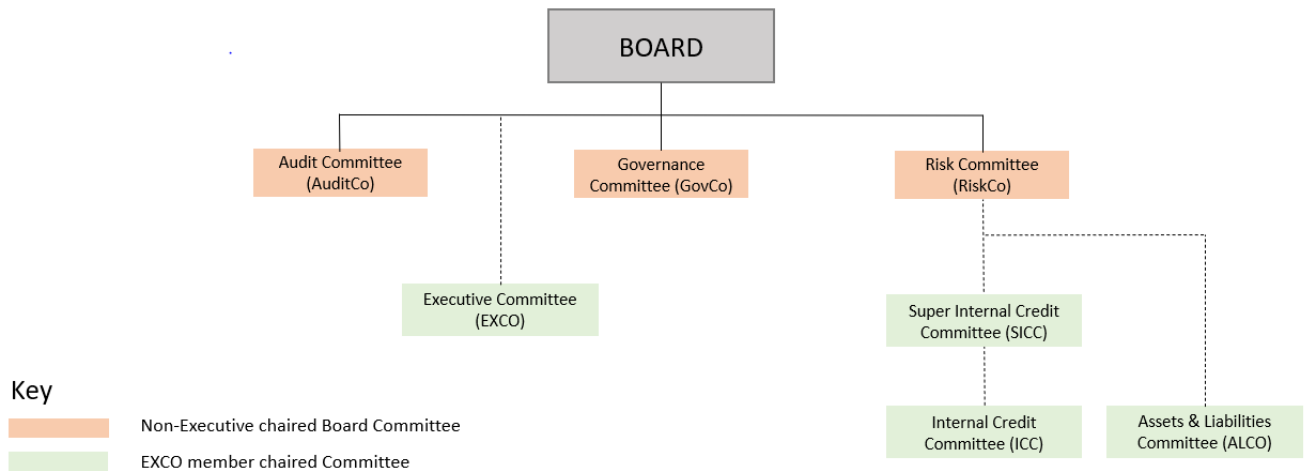 BOARD
Audit Committee
(AuditCo)
Governance
Committee (GovCo)
Risk Committee
(RiskCo)
Executive Committee
(EXCO)
Super Internal Credit
Committee (SICC)
Internal Credit
Committee (ICC)
Assets & Liabilities
Committee (ALCO)
Key
Non-Executive chaired Board Committee
EXCO member chaired Committee